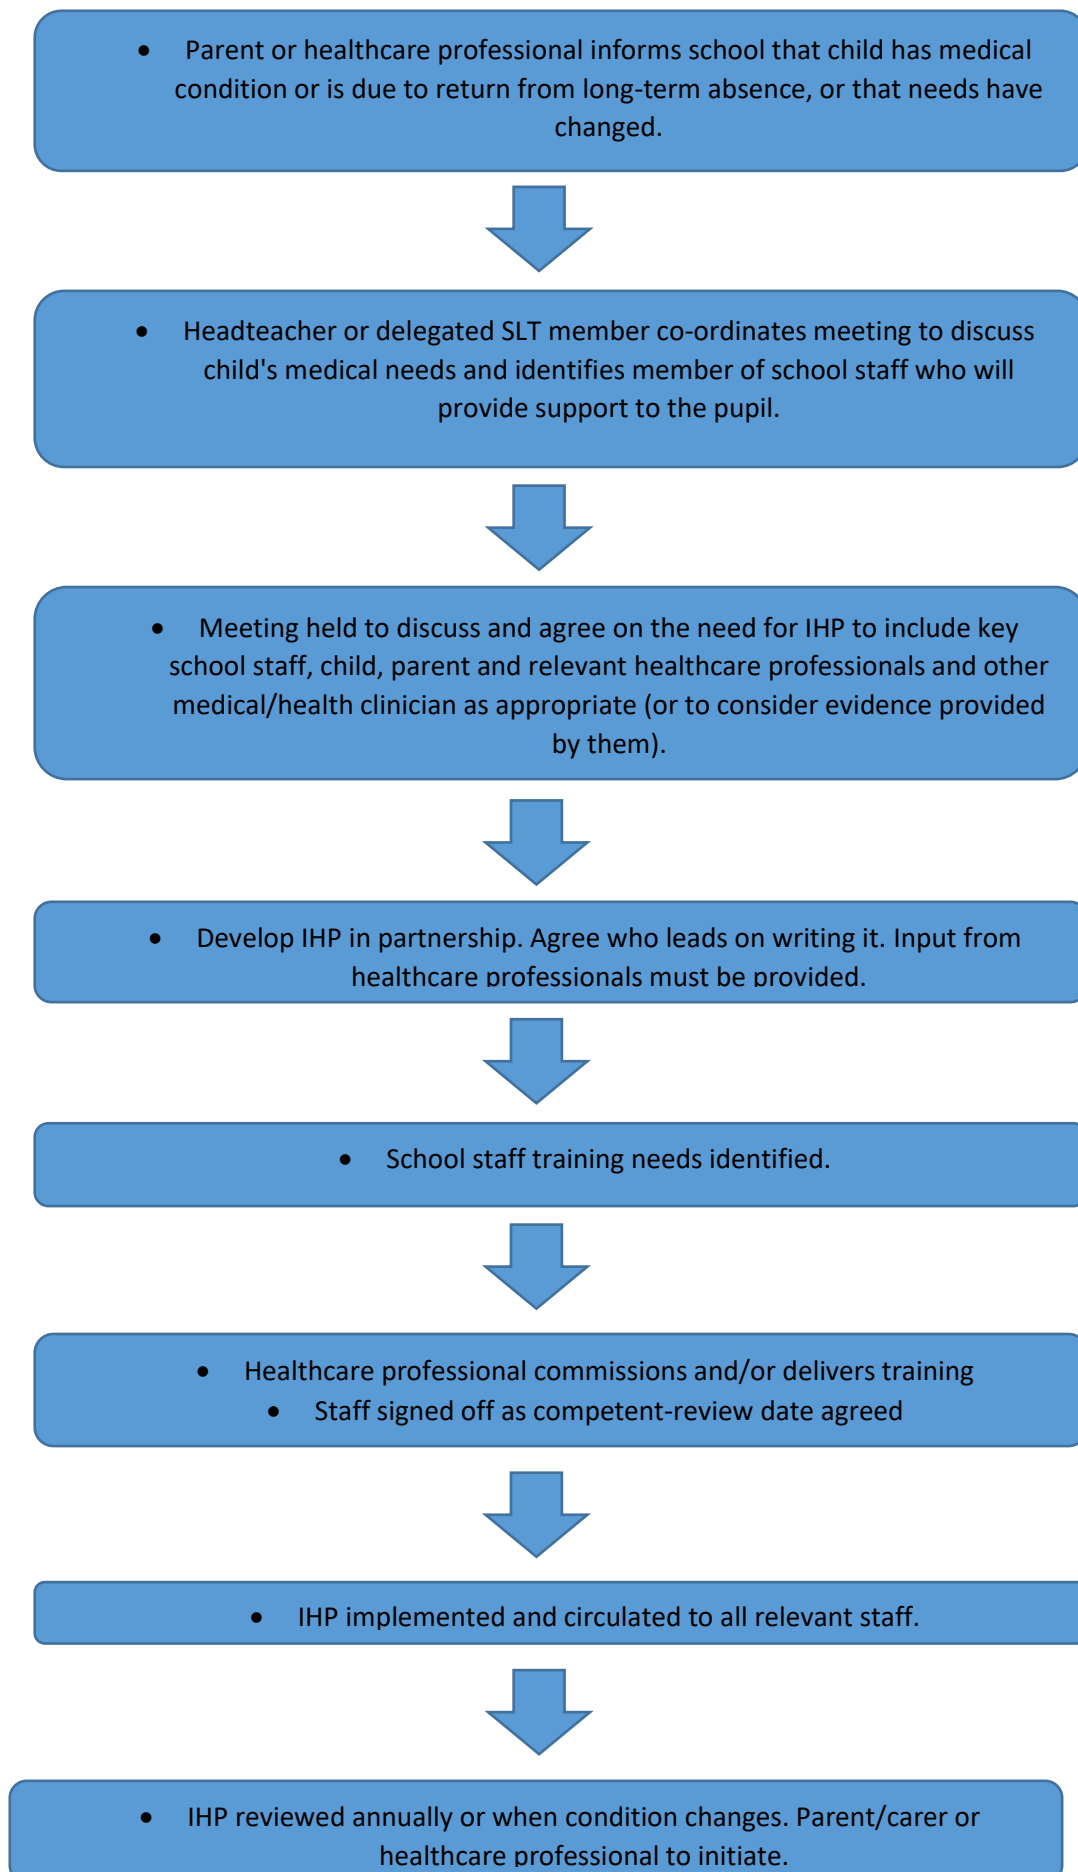 • Parent or healthcare professional informs school that child has medical
condition or is due to return from long-term absence, or that needs have
changed.
• Headteacher or delegated SLT member co-ordinates meeting to discuss
child's medical needs and identifies member of school staff who will
provide support to the pupil.
• Meeting held to discuss and agree on the need for IHP to include key
school staff, child, parent and relevant healthcare professionals and other
medical/health clinician as appropriate (or to consider evidence provided
by them).
• Develop IHP in partnership. Agree who leads on writing it. Input from
healthcare professionals must be provided.
• School staff training needs identified.
• Healthcare professional commissions and/or delivers training
• Staff signed off as competent-review date agreed
• IHP implemented and circulated to all relevant staff.
• IHP reviewed annually or when condition changes. Parent/carer or
healthcare professional to initiate.